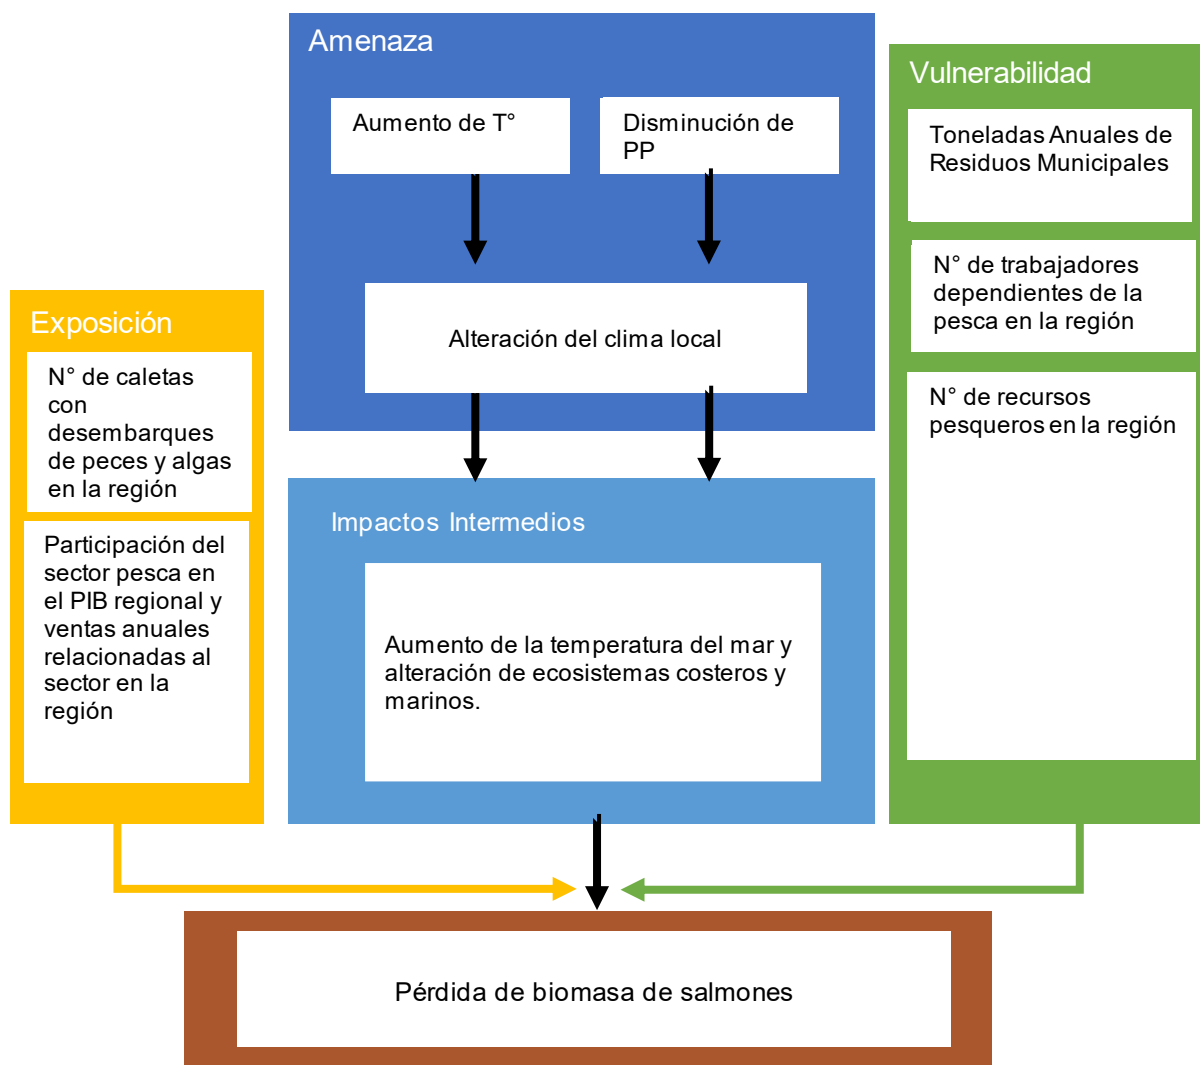 Amenaza
Aumento de T°
Disminución de
PP
Alteración del clima local
Vulnerabilidad
Toneladas Anuales de
Residuos Municipales
N° de trabajadores
dependientes de la
pesca en la región
N° de recursos
pesqueros en la región
Exposición
N° de caletas
con
desembarques
de peces y algas
en la región
Participación del
sector pesca en
el PIB regional y
ventas anuales
relacionadas al
sector en la
región
Impactos Intermedios
Aumento de la temperatura del mar y
alteración de ecosistemas costeros y
marinos.
Pérdida de biomasa de salmones